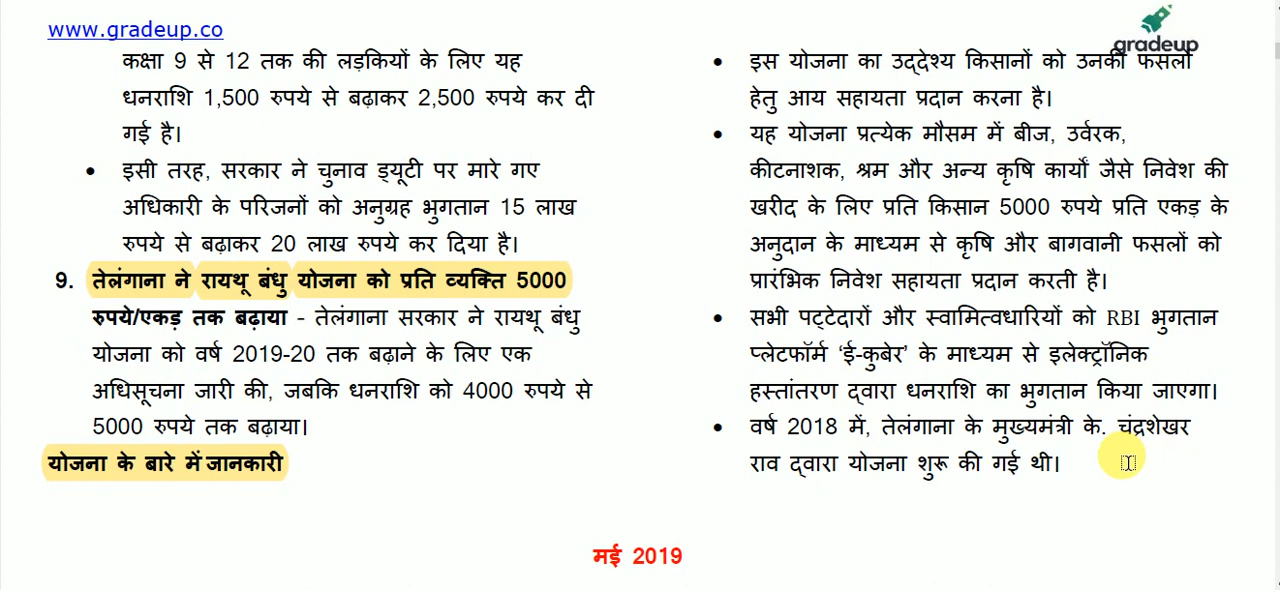 www.gradeup.co
gradeup
कक्षा 9 से 12 तक की लड़कियों के लिए यह
धनराशि 1,500 रुपये से बढ़ाकर 2,500 रुपये कर दी
गई है।
• इसी तरह, सरकार ने चुनाव ड्यूटी पर मारे गए
अधिकारी के परिजनों को अनुग्रह भुगतान 15 लाख
रुपये से बढ़ाकर 20 लाख रुपये कर दिया है।
9. तेलंगाना ने रायथू बंधु योजना को प्रति व्यक्ति 5000
रुपये/एकड़ तक बढ़ाया - तेलंगाना सरकार ने रायथू बंधु
योजना को वर्ष 2019-20 तक बढ़ाने के लिए एक
अधिसूचना जारी की, जबकि धनराशि को 4000 रुपये से
5000 रुपये तक बढ़ाया।
योजना के बारे में जानकारी
• इस योजना का उद्देश्य किसानों को उनकी फसलों
हेतु आय सहायता प्रदान करना है।
• यह योजना प्रत्येक मौसम में बीज, उर्वरक,
कीटनाशक, श्रम और अन्य कृषि कार्यों जैसे निवेश की
खरीद के लिए प्रति किसान 5000 रुपये प्रति एकड़ के
अनुदान के माध्यम से कृषि और बागवानी फसलों को
प्रारंभिक निवेश सहायता प्रदान करती है।
• सभी पट्टेदारों और स्वामित्वधारियों को RBI भुगतान
प्लेटफॉर्म ‘ई-कुबेर’ के माध्यम से इलेक्ट्रॉनिक
हस्तांतरण द्वारा धनराशि का भुगतान किया जाएगा।
• वर्ष 2018 में, तेलंगाना के मुख्यमंत्री के. चंद्रशेखर
राव द्वारा योजना शुरू की गई थी।
मई 2019